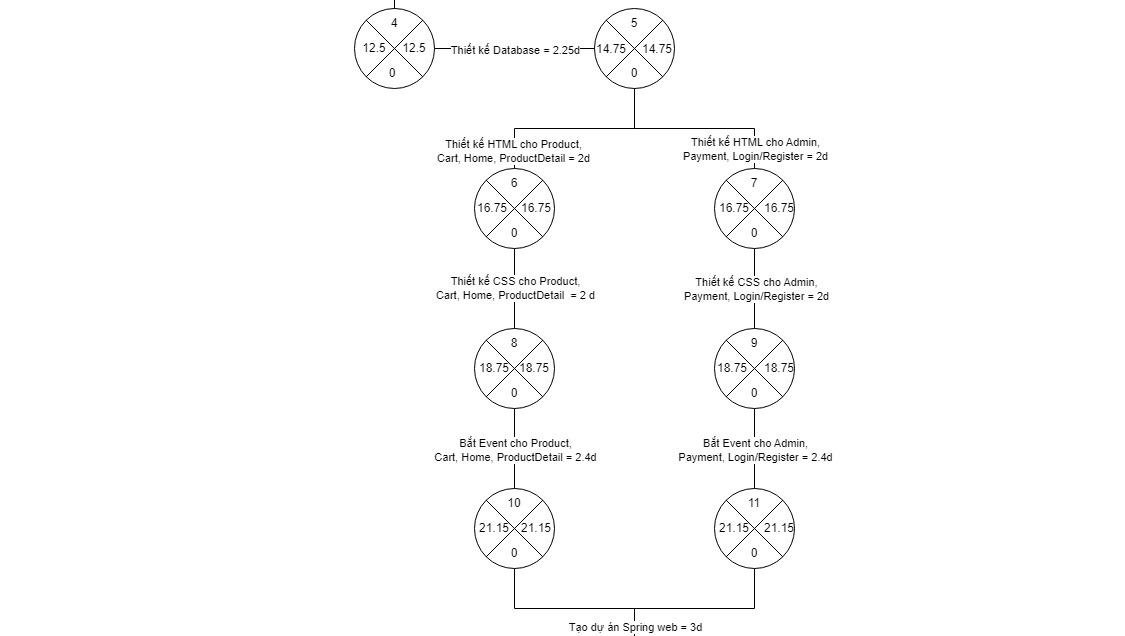 4
12.5 12.5
0
Thiết kế Database = 2.25d
5
14.75 14.75
0
Thiết kế HTML cho Product,
Cart, Home, ProductDetail = 2d
Thiết kế HTML cho Admin,
Payment, Login/Register = 2d
6
16.75 16.75
0
7
16.75 16.75
0
Thiết kế CSS cho Product,
Cart, Home, ProductDetail = 2 d
Thiết kế CSS cho Admin,
Payment, Login/Register = 2d
8
18.75 18.75
0
9
18.75 18.75
0
Bắt Event cho Product,
Cart, Home, ProductDetail = 2.4d
Bắt Event cho Admin,
Payment, Login/Register = 2.4d
10
21.15 21.15
0
11
21.15 21.15
0
Tạo dự án Spring web = 3d